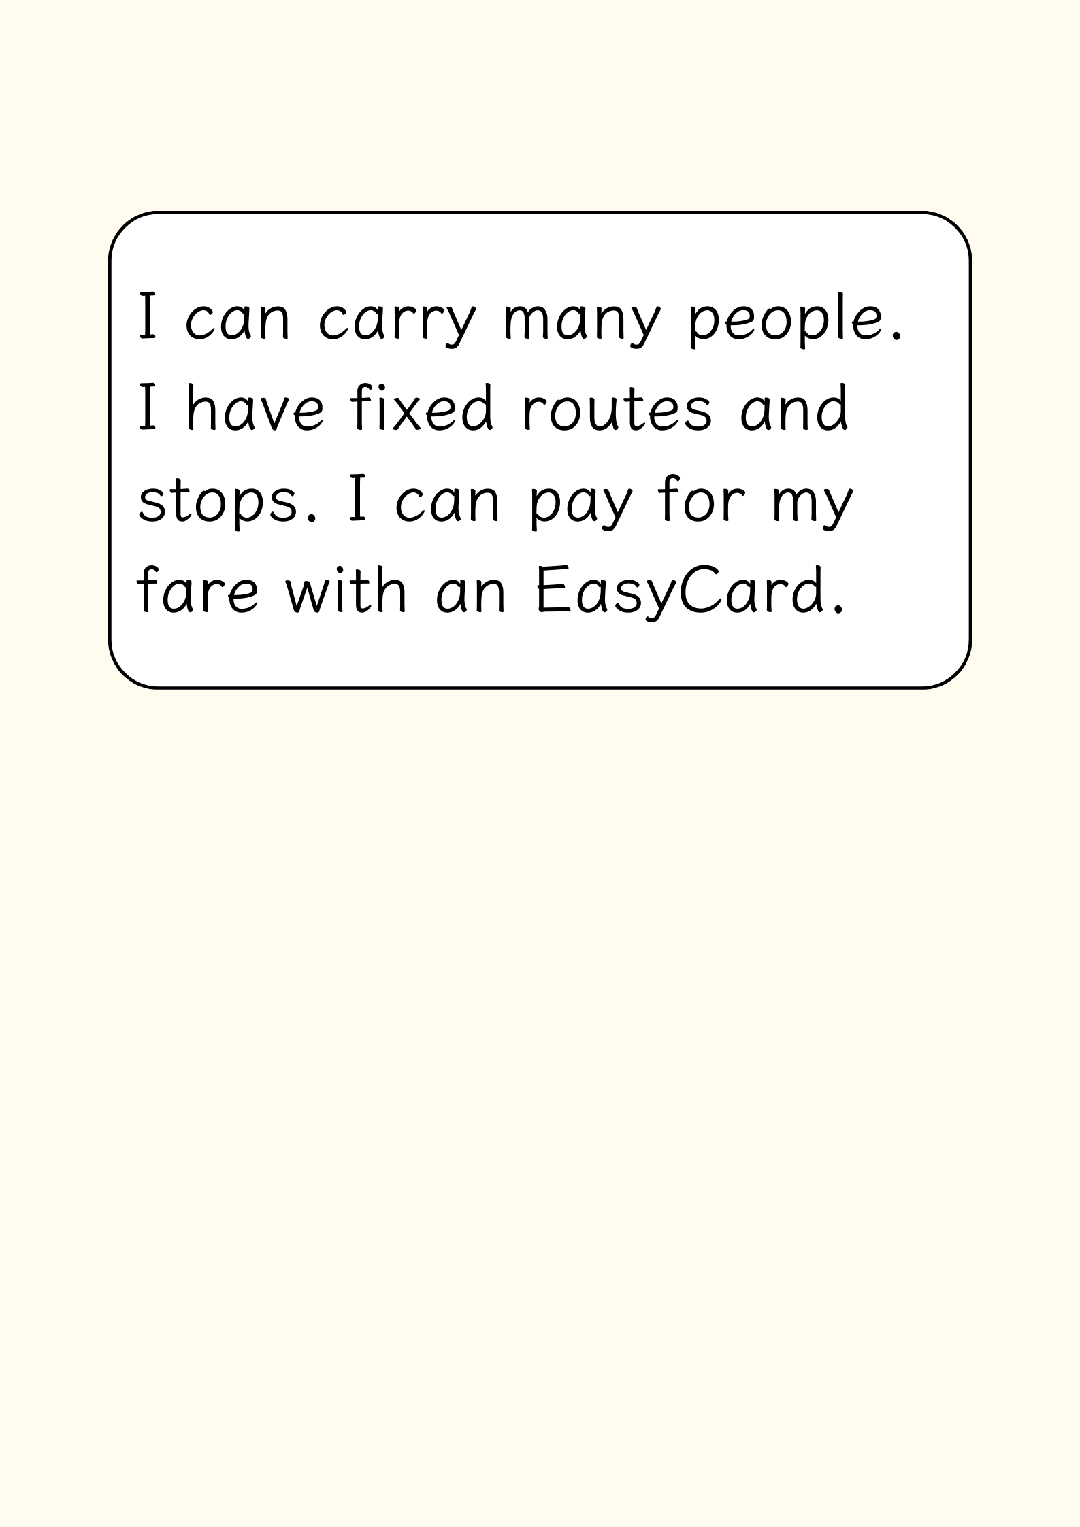 I can carry many people.
I have fixed routes and
stops. I can pay for my
fare with an EasyCard.